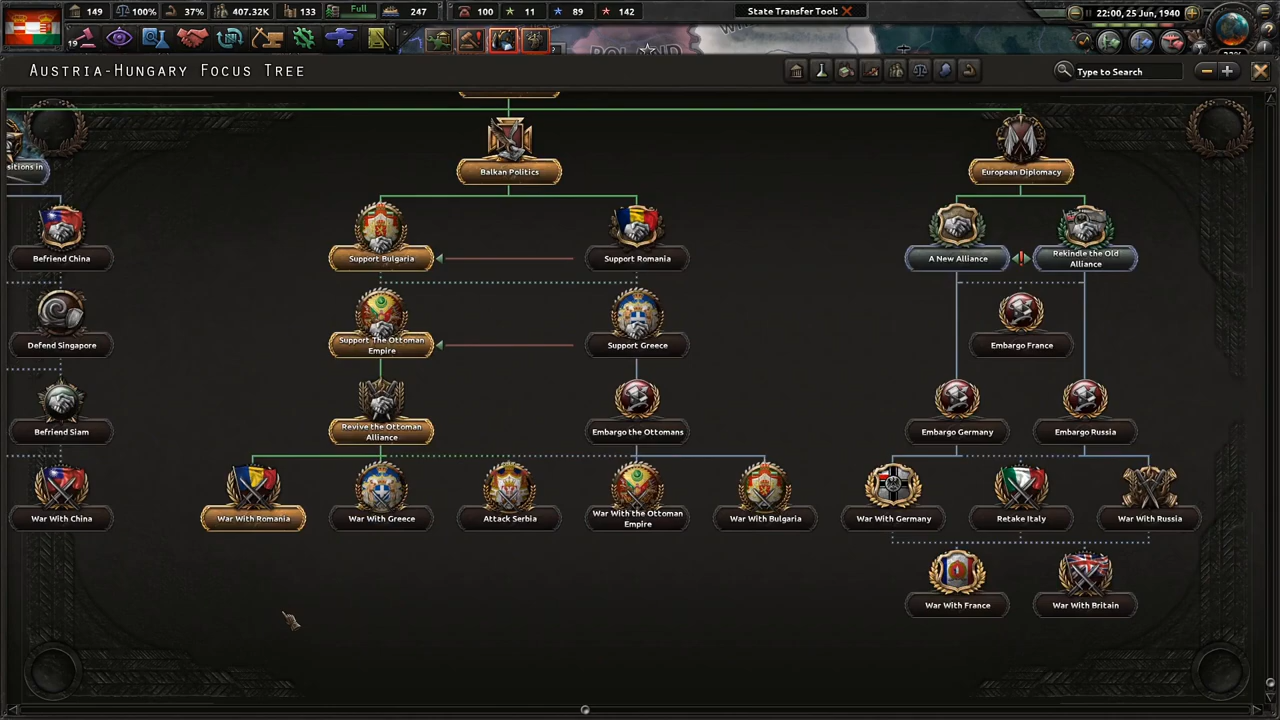 149
100%
37%
407.32K
133
Full
247
100
11
89
142
State Transfer Tool:
22:00, 25 Jun, 1940
19
2
POLAND
Austria-Hungary Focus Tree
Type to Search
Balkan Politics
European Diplomacy
sitions in
Befriend China
Support Bulgaria
Support Romania
A New Alliance
Rekindle the Old
Alliance
Defend Singapore
Support The Ottoman
Empire
Support Greece
Embargo France
Befriend Siam
Revive the Ottoman
Alliance
Embargo the Ottomans
Embargo Germany
Embargo Russia
War With China
War With Romania
War With Greece
Attack Serbia
War With the Ottoman
Empire
War With Bulgaria
War With Germany
Retake Italy
War With Russia
War With France
War With Britain